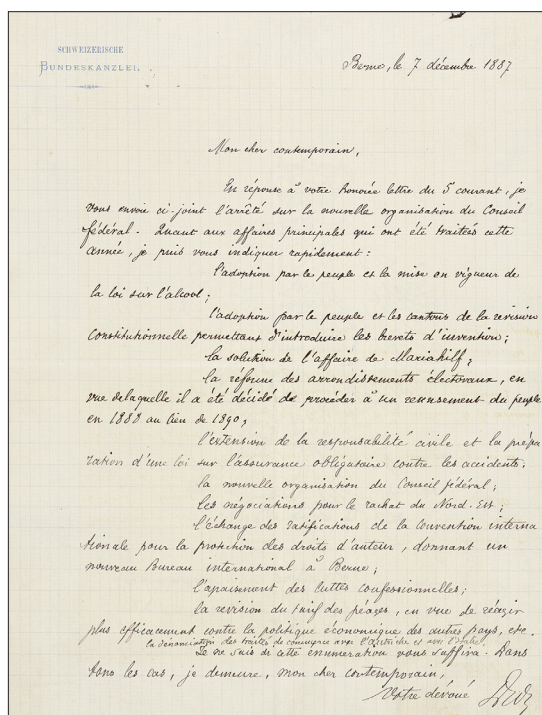 SCHWEIZERISCHE
BUNDESKANZLEI.
Berne, le 7 décembre 1887
Mon cher contemporain,
En réponse à votre honorée lettre du 5 courant, je
vous envoie ci-joint l'arrêté sur la nouvelle organisation du Conseil
fédéral. Quant aux affaires principales qui ont été traitées cette
année, je puis vous indiquer rapidement :
l'adoption par le peuple et la mise en vigueur de
la loi sur l'alcool ;
l'adoption par le peuple et les cantons de la revision
constitutionnelle permettant d'introduire les brevets d'invention ;
la solution de l'affaire de Mariahilf ;
la réforme des arrondissements électoraux, en
vue de laquelle il a été décidé de procéder à un recensement du peuple
en 1888 au lieu de 1890,
l'extension de la responsabilité civile et la prépa
ration d'une loi sur l'assurance obligatoire contre les accidents ;
la nouvelle organisation du Conseil fédéral ;
les négociations pour le rachat du Nord-Est ;
l'échange des ratifications de la Convention interna
tionale pour la protection des droits d'auteur, donnant un
nouveau Bureau international à Berne ;
l'apaisement des luttes confessionnelles ;
la revision du tarif des péages, en vue de réagir
plus efficacement contre la politique économique des autres pays, etc.
la dénonciation des traités de commerce avec l'Autriche et avec l'Italie.
Je ne sais si cette enumeration vous suffira. Dans
tous les cas, je demeure, mon cher contemporain,
Votre dévoué